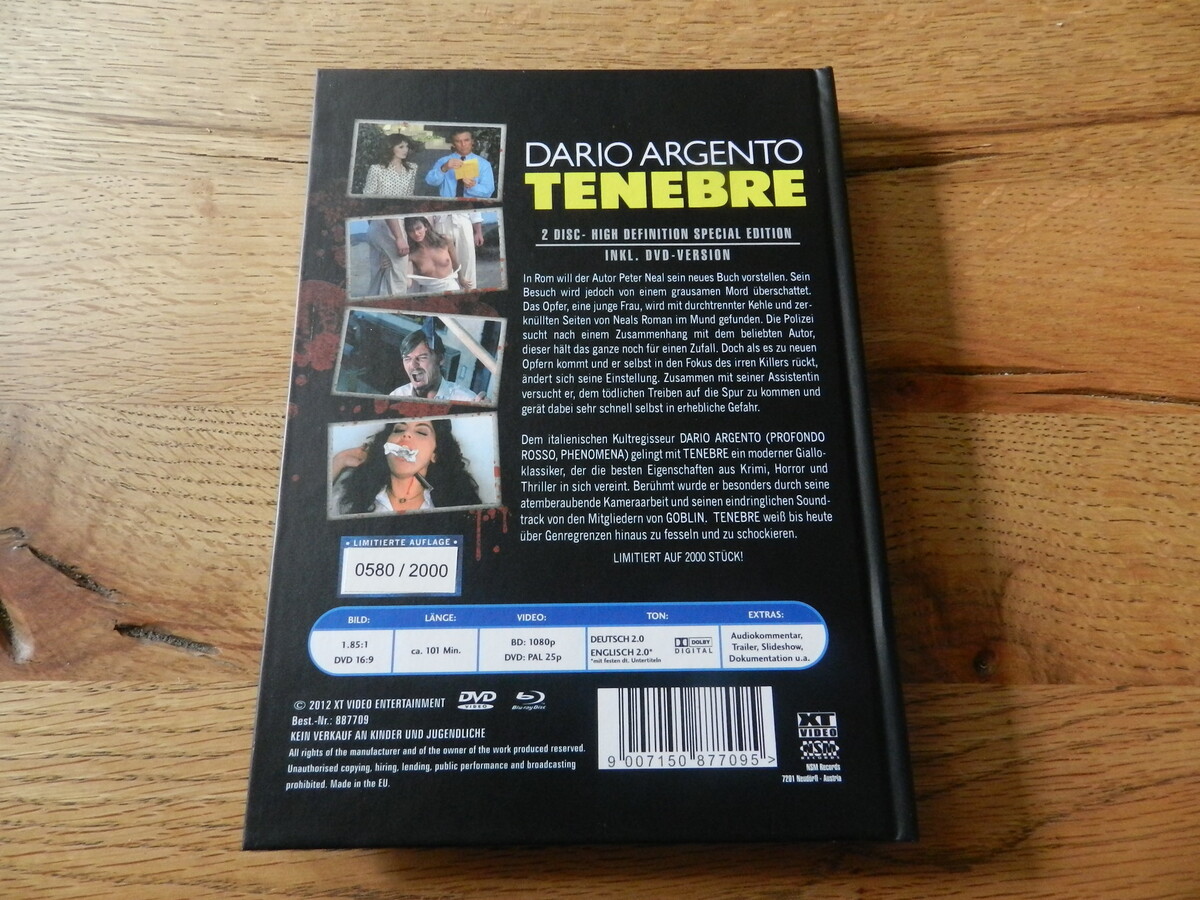 DARIO ARGENTO
TENEBRE
2 DISC- HIGH DEFINITION SPECIAL EDITION
INKL. DVD-VERSION
In Rom will der Autor Peter Neal sein neues Buch vorstellen. Sein
Besuch wird jedoch von einem grausamen Mord überschattet.
Das Opfer, eine junge Frau, wird mit durchtrennter Kehle und zer-
knüllten Seiten von Neals Roman im Mund gefunden. Die Polizei
sucht nach einem Zusammenhang mit dem beliebten Autor,
dieser hält das ganze noch für einen Zufall. Doch als es zu neuen
Opfern kommt und er selbst in den Fokus des irren Killers rückt,
ändert sich seine Einstellung. Zusammen mit seiner Assistentin
versucht er, dem tödlichen Treiben auf die Spur zu kommen und
gerät dabei sehr schnell selbst in erhebliche Gefahr.
Dem italienischen Kultregisseur DARIO ARGENTO (PROFONDO
ROSSO, PHENOMENA) gelingt mit TENEBRE ein moderner Giallo-
klassiker, der die besten Eigenschaften aus Krimi, Horror und
Thriller in sich vereint. Berühmt wurde er besonders durch seine
atemberaubende Kameraarbeit und seinen eindringlichen Sound-
track von den Mitgliedern von GOBLIN. TENEBRE weiß bis heute
über Genregrenzen hinaus zu fesseln und zu schockieren.
LIMITIERT AUF 2000 STÜCK!
• LIMITIERTE AUFLAGE •
0580 / 2000
BILD: LÄNGE: VIDEO: TON: EXTRAS:
1.85:1
DVD 16:9
ca. 101 Min.
BD: 1080p
DVD: PAL 25p
DEUTSCH 2.0
ENGLISCH 2.0*
*mit festen dt. Untertiteln
DOLBY
DIGITAL
Audiokommentar,
Trailer, Slideshow,
Dokumentation u.a.
© 2012 XT VIDEO ENTERTAINMENT
DVD
VIDEO
Blu-ray Disc
Best.-Nr.: 887709
KEIN VERKAUF AN KINDER UND JUGENDLICHE
All rights of the manufacturer and of the owner of the work produced reserved.
Unauthorised copying, hiring, lending, public performance and broadcasting
prohibited. Made in the EU.
9 007150 877095 >
XT
VIDEO
NSM
RECORDS
NSM Records
7201 Neudörfl - Austria